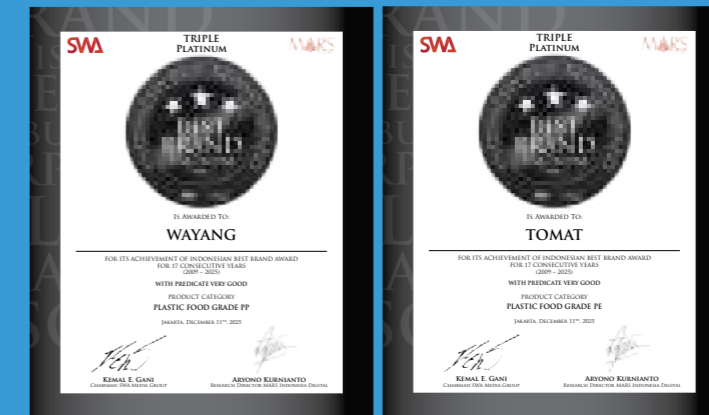 SWA
TRIPLE
PLATINUM
MARS
BEST
BRAND
IS AWARDED TO:
WAYANG
FOR ITS ACHIEVEMENT OF INDONESIAN BEST BRAND AWARD
FOR 17 CONSECUTIVE YEARS
(2009 – 2025)
WITH PREDICATE VERY GOOD
PRODUCT CATEGORY
PLASTIC FOOD GRADE PP
JAKARTA, DECEMBER 11TH, 2025
KEMAL E. GANI
CHAIRMAN SWA MEDIA GROUP
ARYONO KURNIANTO
RESEARCH DIRECTOR MARS INDONESIA DIGITAL
SWA
TRIPLE
PLATINUM
MARS
BEST
BRAND
IS AWARDED TO:
TOMAT
FOR ITS ACHIEVEMENT OF INDONESIAN BEST BRAND AWARD
FOR 17 CONSECUTIVE YEARS
(2009 – 2025)
WITH PREDICATE VERY GOOD
PRODUCT CATEGORY
PLASTIC FOOD GRADE PE
JAKARTA, DECEMBER 11TH, 2025
KEMAL E. GANI
CHAIRMAN SWA MEDIA GROUP
ARYONO KURNIANTO
RESEARCH DIRECTOR MARS INDONESIA DIGITAL